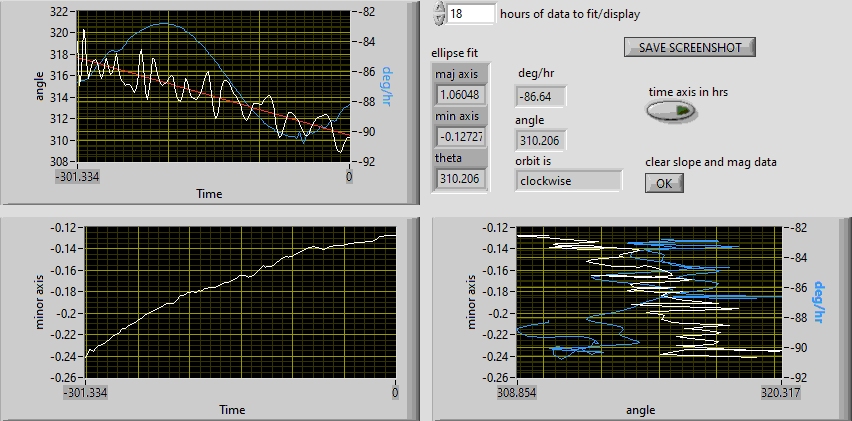 18 hours of data to fit/display
SAVE SCREENSHOT
322
320
318
316
314
312
310
308
angle
-82
-84
-86
-88
-90
-92
deg/hr
-301.334
0
Time
ellipse fit
maj axis
1.06048
min axis
-0.12727
theta
310.206
deg/hr
-86.64
angle
310.206
orbit is
clockwise
time axis in hrs
clear slope and mag data
OK
-0.12
-0.14
-0.16
-0.18
-0.2
-0.22
-0.24
-0.26
minor axis
-301.334
0
Time
-0.12
-0.14
-0.16
-0.18
-0.2
-0.22
-0.24
-0.26
minor axis
-82
-84
-86
-88
-90
-92
deg/hr
308.854
320.317
angle